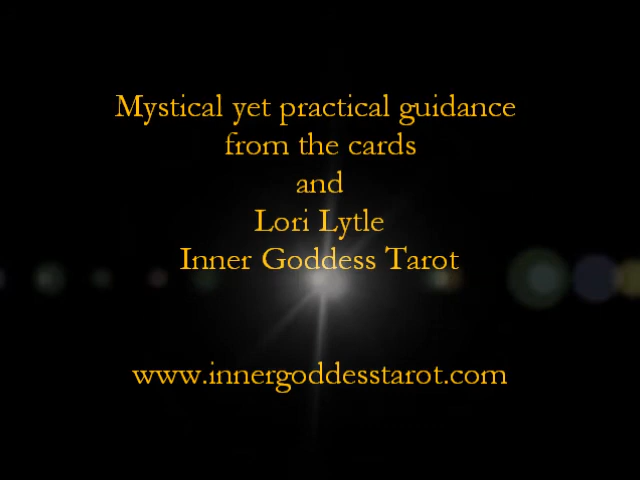 Mystical yet practical guidance
from the cards
and
Lori Lytle
Inner Goddess Tarot
www.innergoddesstarot.com